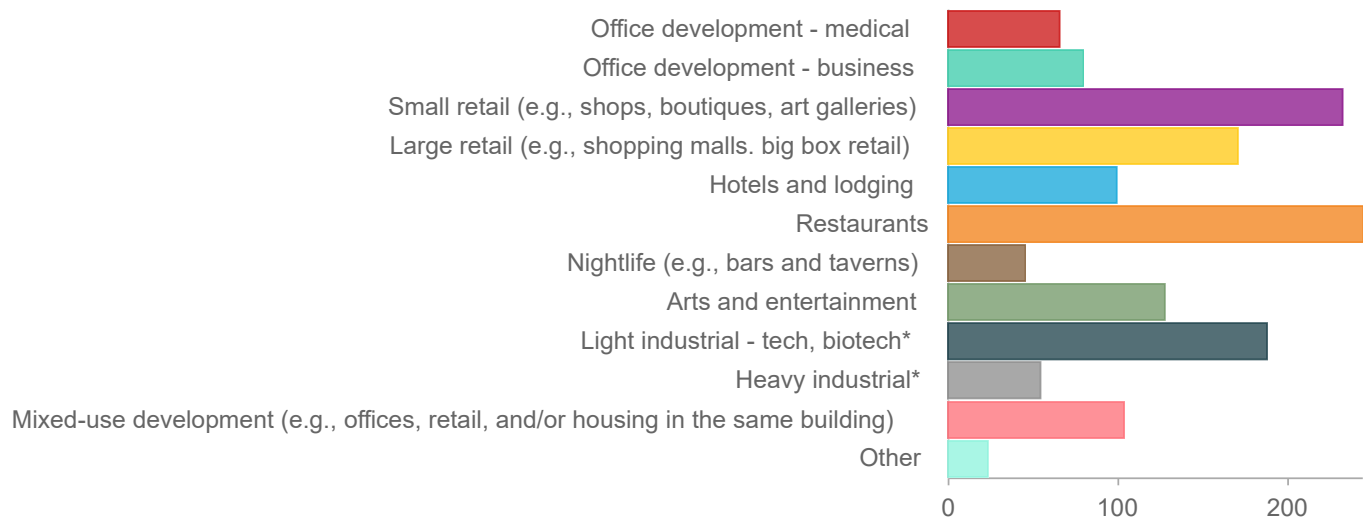 Office development - medical
Office development - business
Small retail (e.g., shops, boutiques, art galleries)
Large retail (e.g., shopping malls. big box retail)
Hotels and lodging
Restaurants
Nightlife (e.g., bars and taverns)
Arts and entertainment
Light industrial - tech, biotech*
Heavy industrial*
Mixed-use development (e.g., offices, retail, and/or housing in the same building)
Other
0 100 200